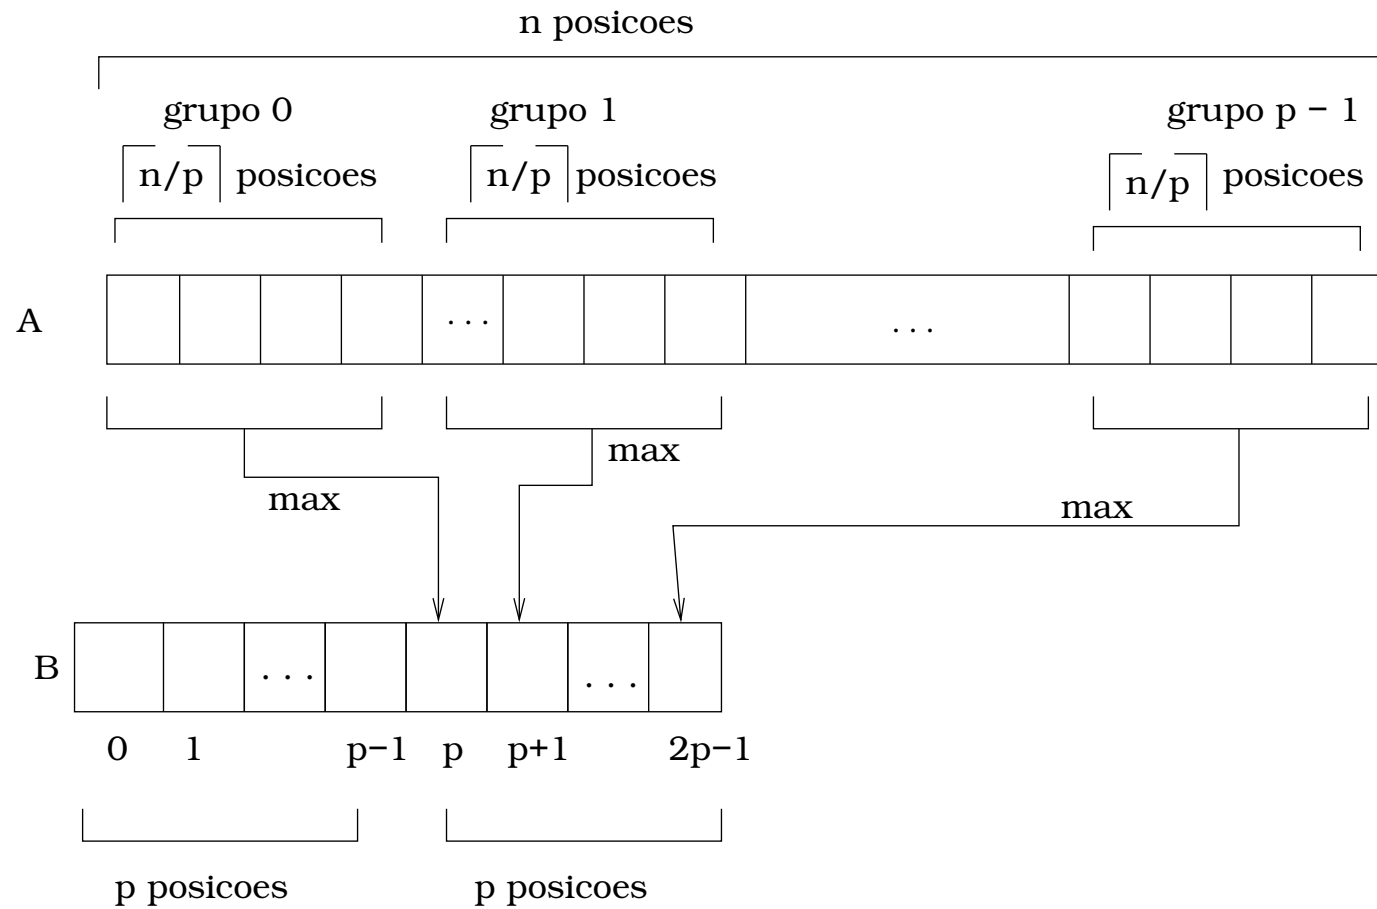 n posicoes
grupo 0 grupo 1 grupo p − 1
n/p posicoes n/p posicoes n/p posicoes
A ... ...
max max max
B ... ...
0 1 p−1 p p+1 2p−1
p posicoes p posicoes